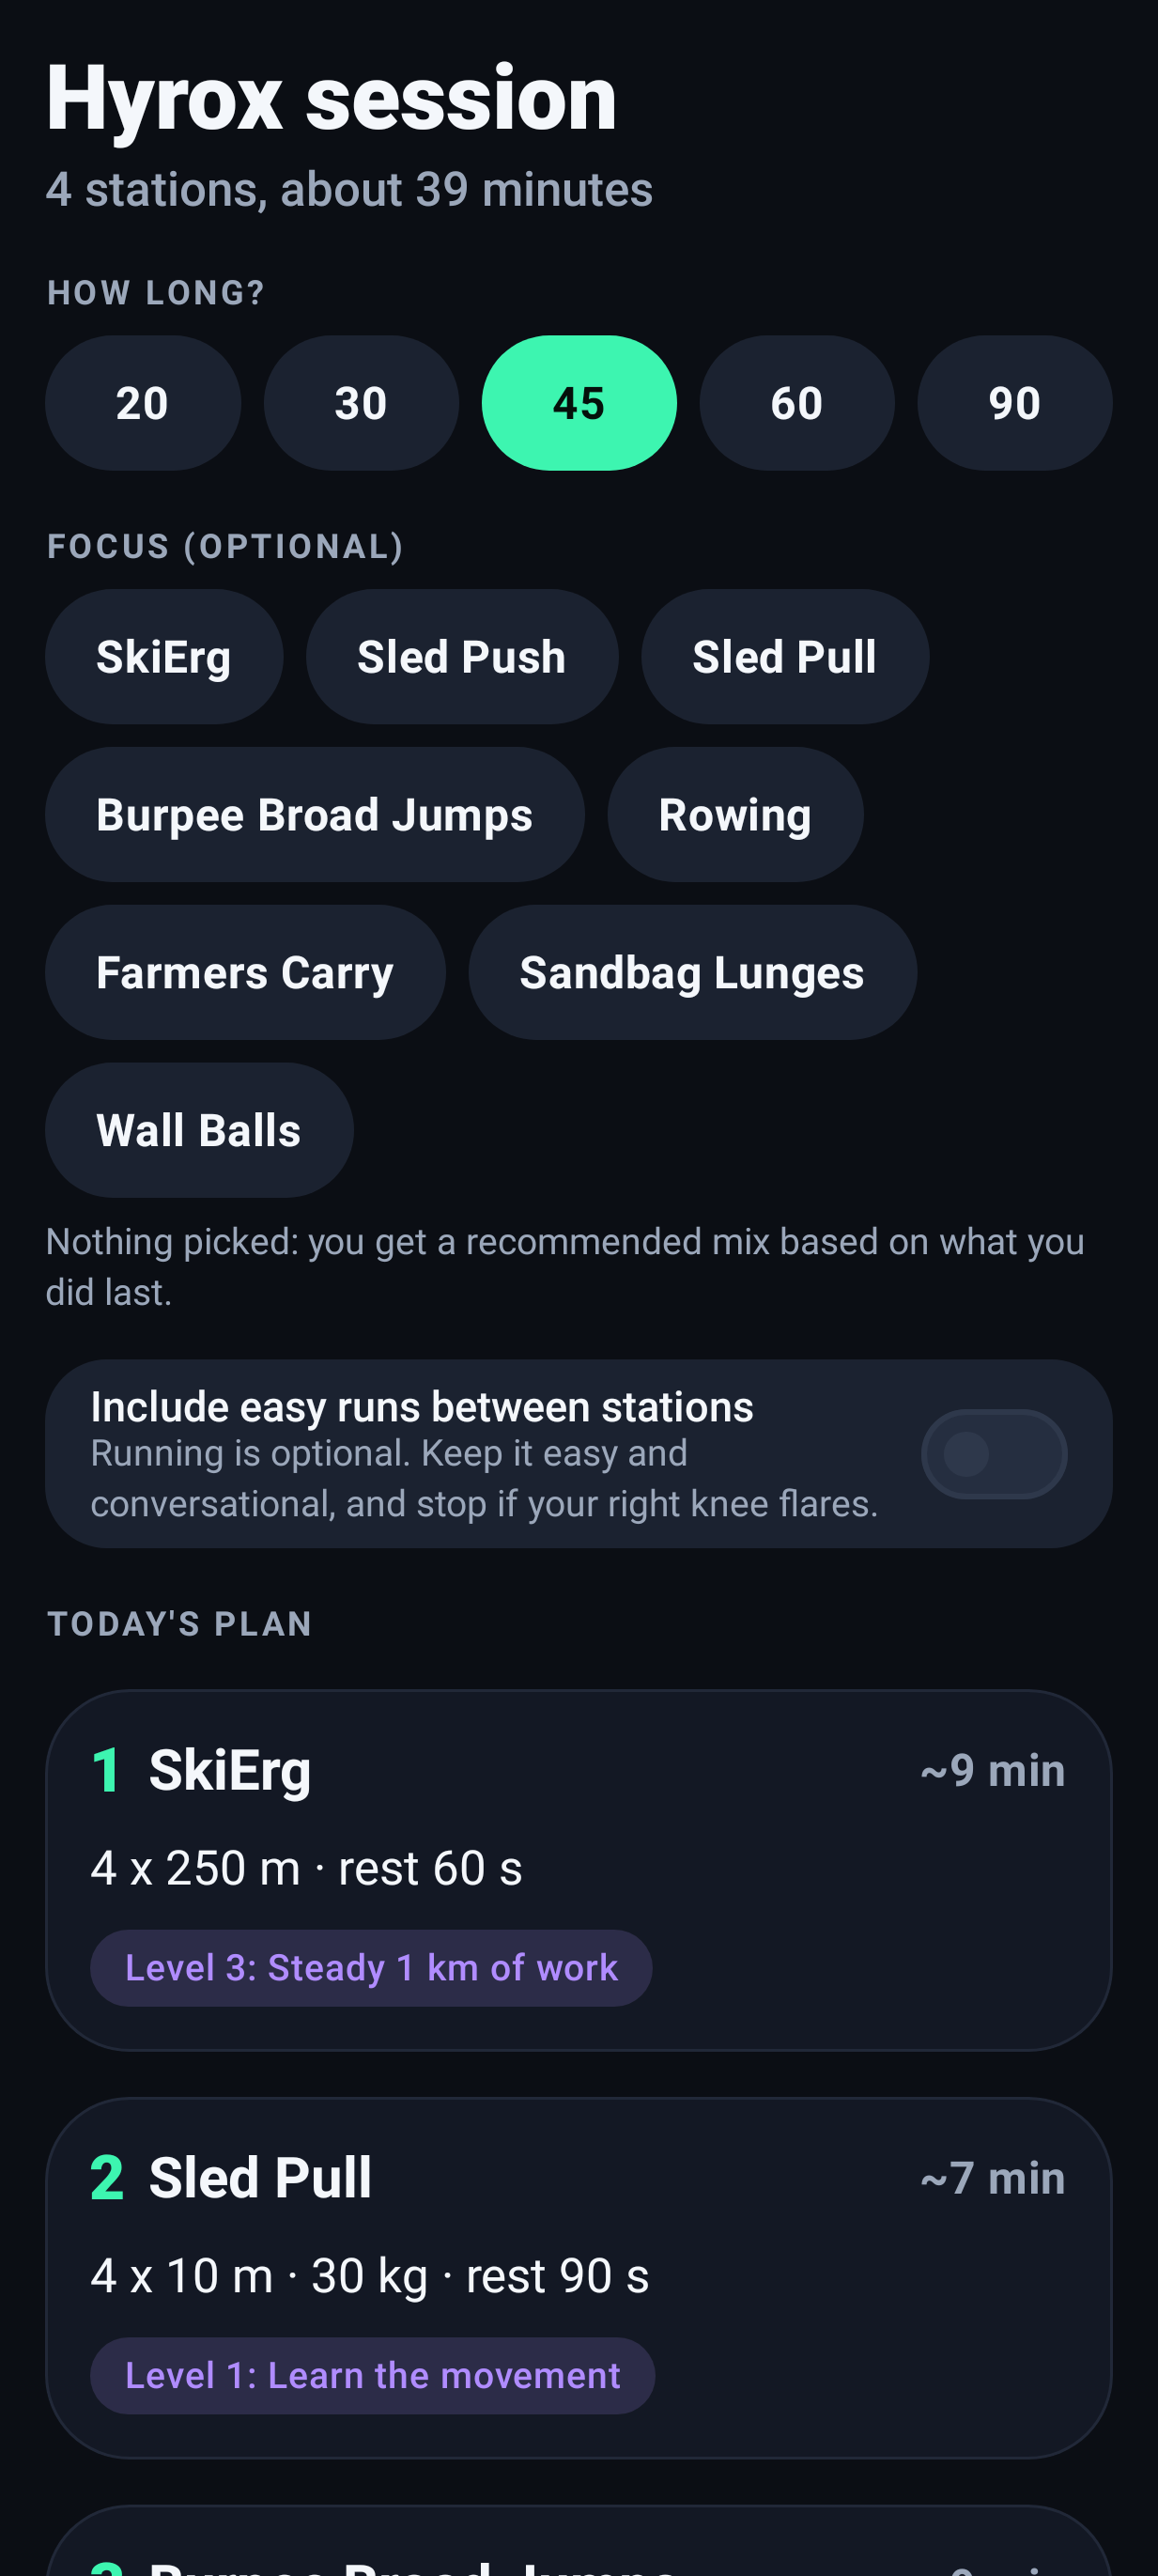 Hyrox session
4 stations, about 39 minutes
HOW LONG?
20 30 45 60 90
FOCUS (OPTIONAL)
SkiErg Sled Push Sled Pull
Burpee Broad Jumps Rowing
Farmers Carry Sandbag Lunges
Wall Balls
Nothing picked: you get a recommended mix based on what you
did last.
Include easy runs between stations
Running is optional. Keep it easy and
conversational, and stop if your right knee flares.
TODAY'S PLAN
1 SkiErg ~9 min
4 x 250 m · rest 60 s
Level 3: Steady 1 km of work
2 Sled Pull ~7 min
4 x 10 m · 30 kg · rest 90 s
Level 1: Learn the movement
3 Burpee Broad Jumps